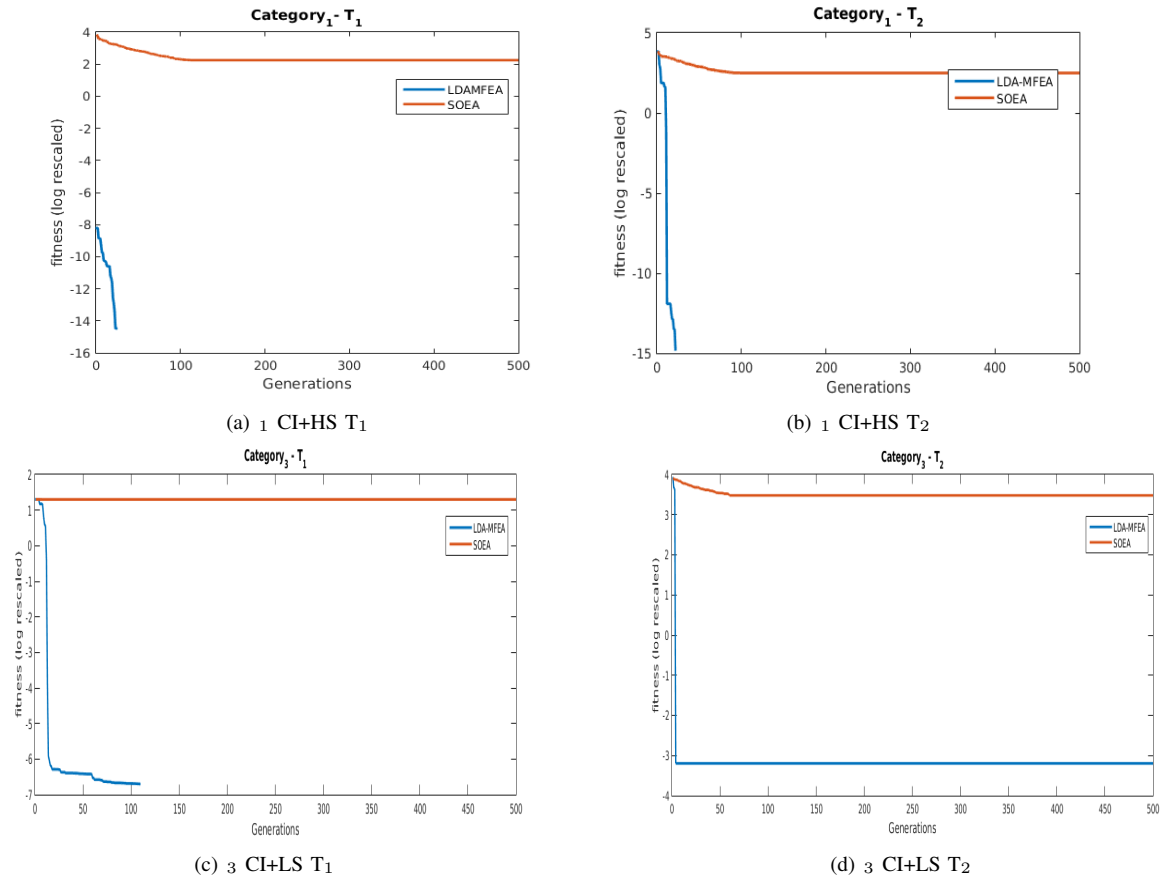 Category1 - T1
4
2
0
-2
-4
-6
-8
-10
-12
-14
-16
fitness (log rescaled)
0 100 200 300 400 500
Generations
LDAMFEA
SOEA
(a) 1 CI+HS T1
Category1 - T2
5
0
-5
-10
-15
fitness (log rescaled)
0 100 200 300 400 500
Generations
LDA-MFEA
SOEA
(b) 1 CI+HS T2
Category3 - T1
2
1
0
-1
-2
-3
-4
-5
-6
-7
fitness (log rescaled)
0 50 100 150 200 250 300 350 400 450 500
Generations
LDA-MFEA
SOEA
(c) 3 CI+LS T1
Category3 - T2
4
3
2
1
0
-1
-2
-3
-4
fitness (log rescaled)
0 50 100 150 200 250 300 350 400 450 500
Generations
LDA-MFEA
SOEA
(d) 3 CI+LS T2